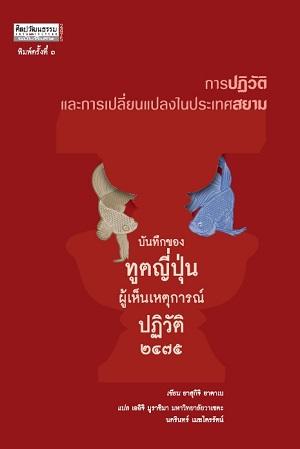 ศิลปวัฒนธรรม
พิมพ์ครั้งที่ ๓
การปฏิวัติ
และการเปลี่ยนแปลงในประเทศสยาม
บันทึกของ
ทูตญี่ปุ่น
ผู้เห็นเหตุการณ์
ปฏิวัติ
๒๔๗๕
เขียน ยาสุกิจิ ยาตาเบ
แปล เออิจิ มูราชิมา มหาวิทยาลัยวาเซดะ
นครินทร์ เมฆไตรรัตน์